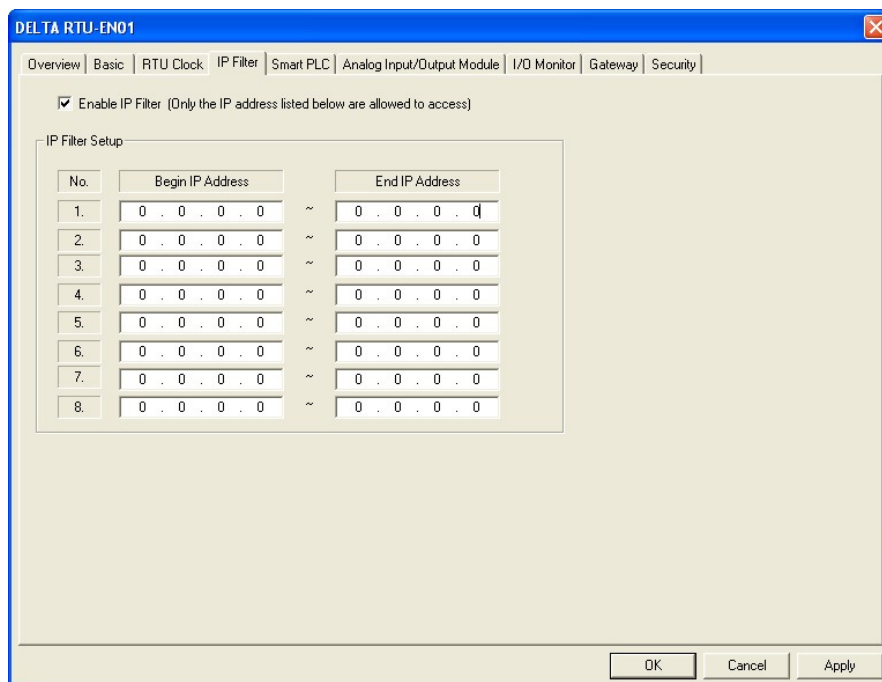 DELTA RTU-EN01
Overview Basic RTU Clock IP Filter Smart PLC Analog Input/Output Module I/O Monitor Gateway Security
Enable IP Filter (Only the IP address listed below are allowed to access)
IP Filter Setup
No. Begin IP Address End IP Address
1. 0 . 0 . 0 . 0 ~ 0 . 0 . 0 . 0
2. 0 . 0 . 0 . 0 ~ 0 . 0 . 0 . 0
3. 0 . 0 . 0 . 0 ~ 0 . 0 . 0 . 0
4. 0 . 0 . 0 . 0 ~ 0 . 0 . 0 . 0
5. 0 . 0 . 0 . 0 ~ 0 . 0 . 0 . 0
6. 0 . 0 . 0 . 0 ~ 0 . 0 . 0 . 0
7. 0 . 0 . 0 . 0 ~ 0 . 0 . 0 . 0
8. 0 . 0 . 0 . 0 ~ 0 . 0 . 0 . 0
OK Cancel Apply